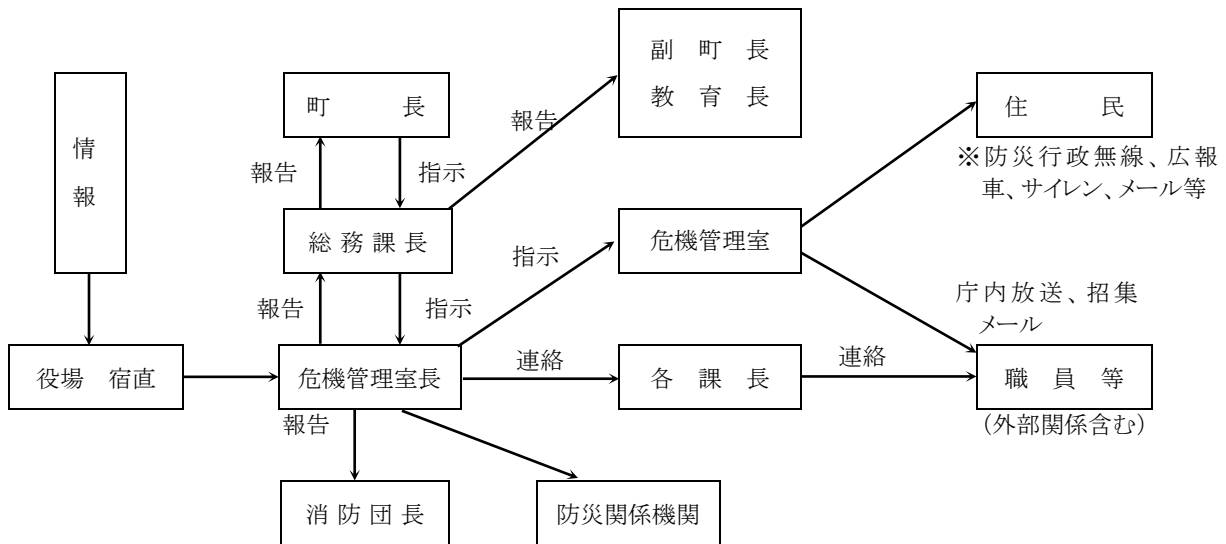 副　町　長
教　育　長
情
報
町　　　長
住　　　民
報告
※防災行政無線、広報
車、サイレン、メール等
報告
指示
総 務 課 長
危機管理室
指示
報告
指示
庁内放送、招集
メール
役場　宿直
危機管理室長
連絡
各　課　長
連絡
職　員　等
報告
（外部関係含む）
消 防 団 長
防災関係機関